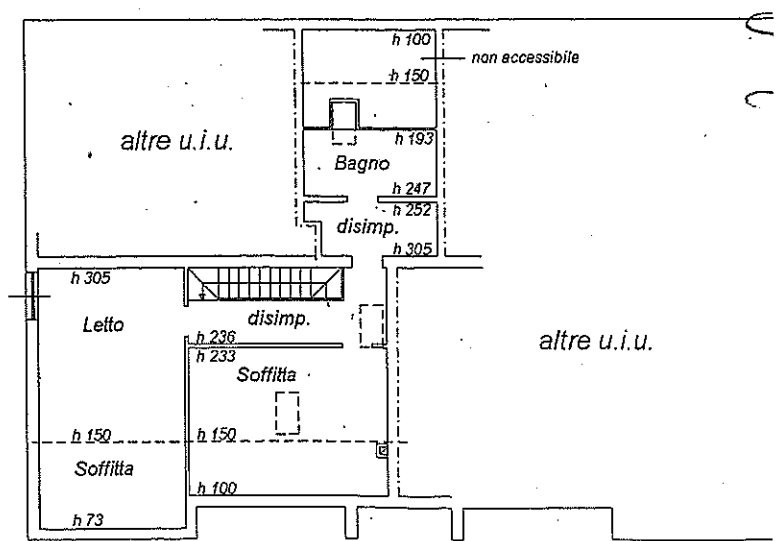 h 100
non accessibile
h 150
altre u.i.u.
h 193
Bagno
h 247
h 252
disimp.
h 305
h 305
Letto
disimp.
h 236
h 233
altre u.i.u.
Soffitta
h 150
h 150
Soffitta
h 100
h 73